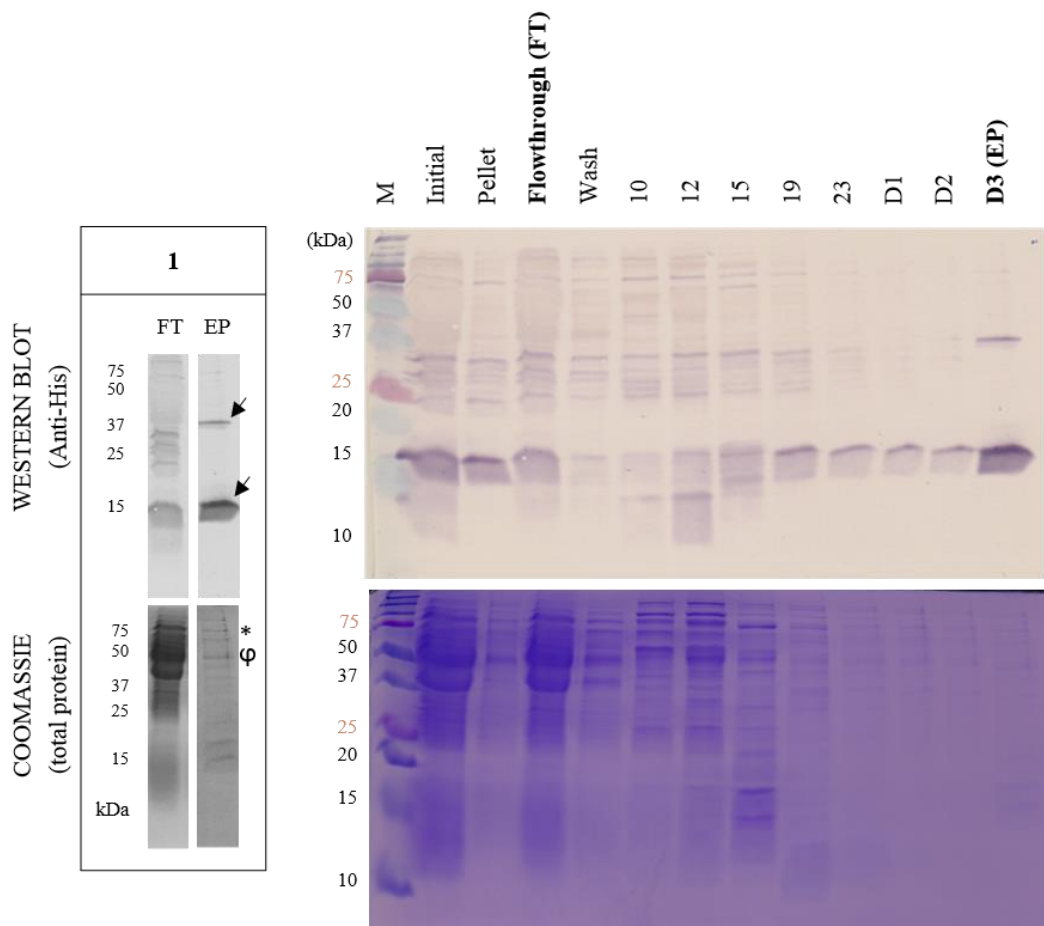 1
FT EP
WESTERN BLOT
(Anti-His)
75
50
37
25
15
COOMASSIE
(total protein)
75
50
37
25
15
kDa
*
φ
M
Initial
Pellet
Flowthrough (FT)
Wash
10
12
15
19
23
D1
D2
D3 (EP)
(kDa)
75
50
37
25
20
15
10
75
50
37
25
20
15
10